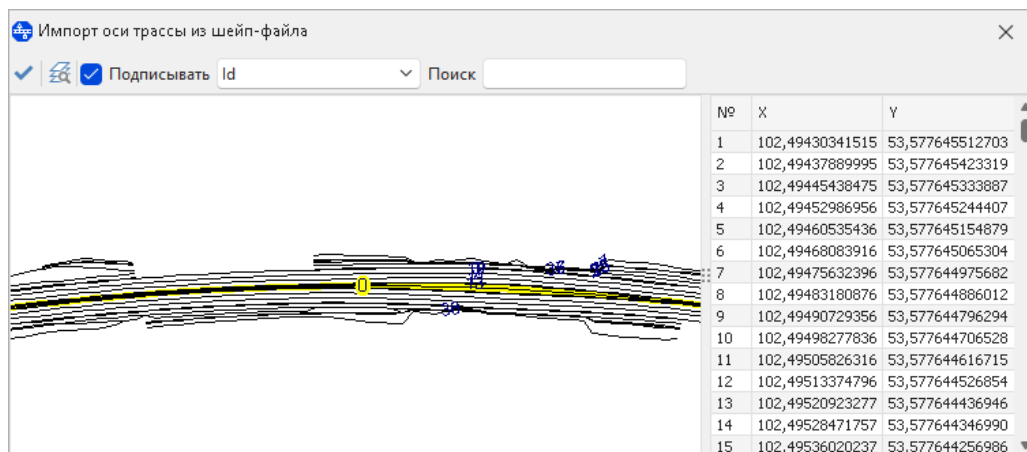 Импорт оси трассы из шейп-файла
Подписывать Id Поиск
№ X Y
1 102,49430341515 53,577645512703
2 102,49437889995 53,577645423319
3 102,49445438475 53,577645333887
4 102,49452986956 53,577645244407
5 102,49460535436 53,577645154879
6 102,49468083916 53,577645065304
7 102,49475632396 53,577644975682
8 102,49483180876 53,577644886012
9 102,49490729356 53,577644796294
10 102,49498277836 53,577644706528
11 102,49505826316 53,577644616715
12 102,49513374796 53,577644526854
13 102,49520923277 53,577644436946
14 102,49528471757 53,577644346990
15 102,49536020237 53,577644256986
0